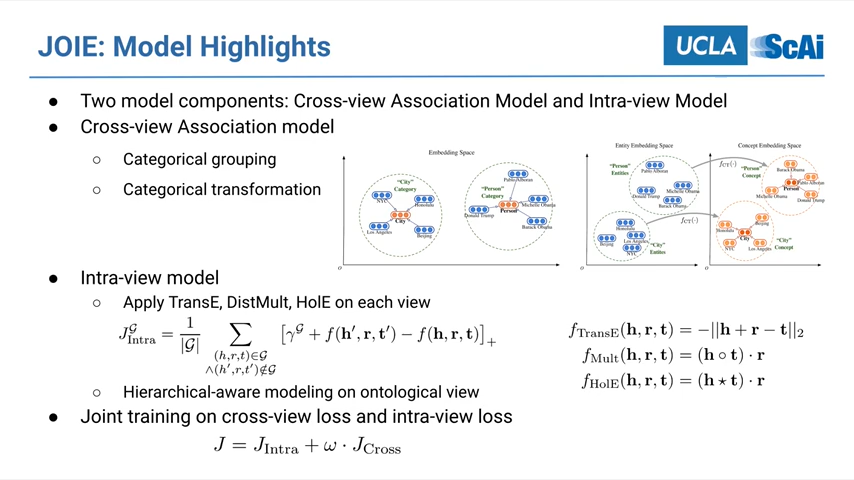 JOIE: Model Highlights
UCLA ScAi
● Two model components: Cross-view Association Model and Intra-view Model
● Cross-view Association model
○ Categorical grouping
○ Categorical transformation
Embedding Space
"City"
Category
NYC
Honolulu
City
Los Angeles
Beijing
"Person"
Category
Pablo Alboran
Michelle Obama
Donald Trump
Person
Barack Obama
o
Entity Embedding Space
"Person"
Entities
Pablo Alboran
Michelle Obama
Donald Trump
Barack Obama
Honolulu
Beijing
Los Angeles
NYC
"City"
Entites
o
f_CT(·)
f_CT(·)
Concept Embedding Space
"Person"
Concept
Barack Obama
Pablo Alboran
Person
Michelle Obama
Donald Trump
Beijing
Honolulu
City
NYC
Los Angeles
"City"
Concept
o
● Intra-view model
○ Apply TransE, DistMult, HolE on each view
J^G_Intra = 1/|G| ∑ (h,r,t)∈G ∧(h′,r,t′)∉G [γ^G + f(h′, r, t′) − f(h, r, t)]_+
f_TransE(h, r, t) = −||h + r − t||_2
f_Mult(h, r, t) = (h ∘ t) · r
f_HolE(h, r, t) = (h ⋆ t) · r
○ Hierarchical-aware modeling on ontological view
● Joint training on cross-view loss and intra-view loss
J = J_Intra + ω · J_Cross